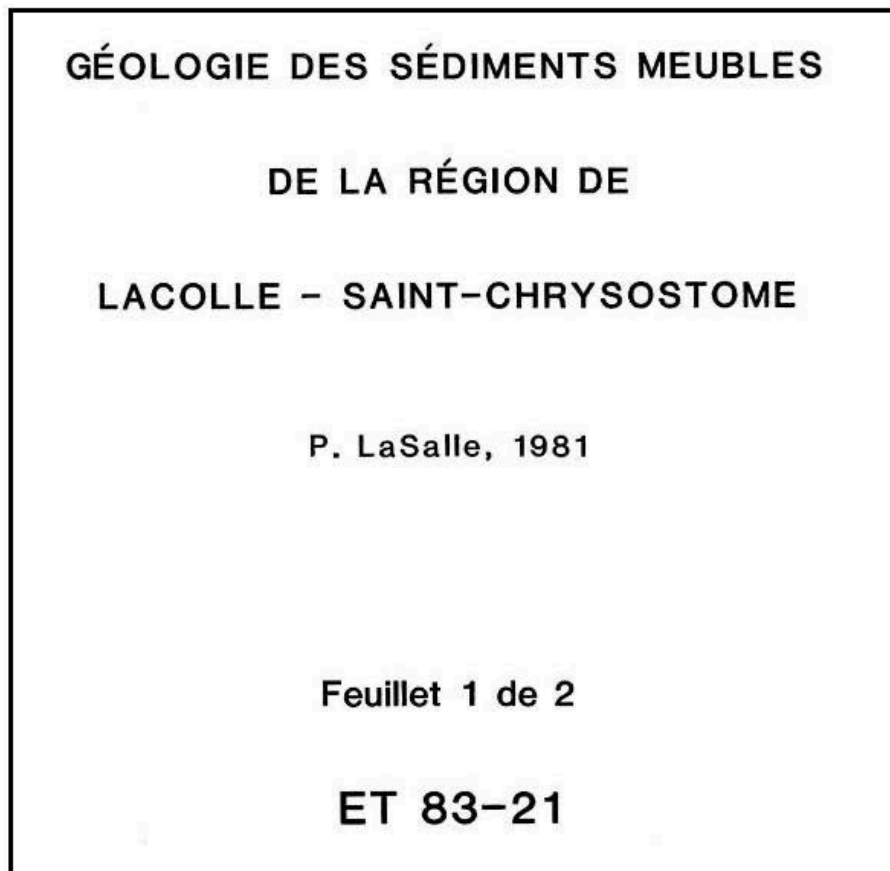 GÉOLOGIE DES SÉDIMENTS MEUBLES
DE LA RÉGION DE
LACOLLE - SAINT-CHRYSOSTOME
P. LaSalle, 1981
Feuillet 1 de 2
ET 83-21